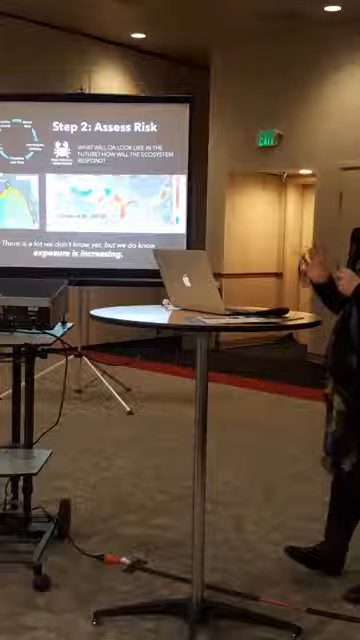 Step 2: Assess Risk
WHAT WILL OA LOOK LIKE IN THE
FUTURE? HOW WILL THE ECOSYSTEM
RESPOND?
There is a lot we don't know yet, but we do know
exposure is increasing.
EXIT